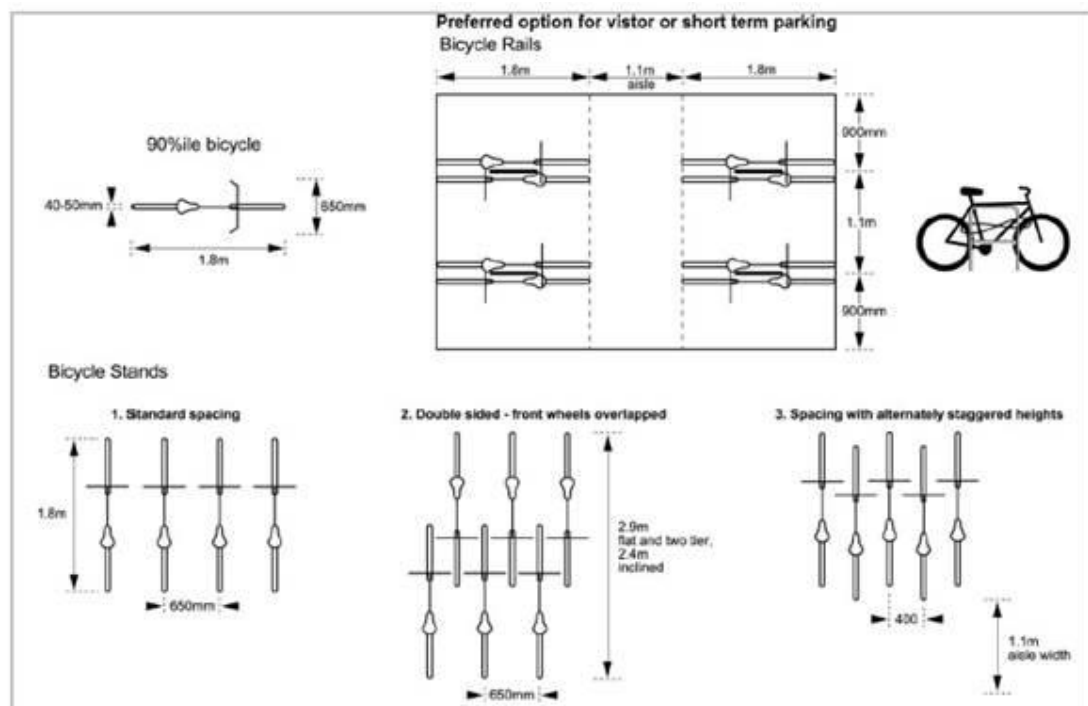 Preferred option for vistor or short term parking
Bicycle Rails
1.8m
1.1m
aisle
1.8m
900mm
90%ile bicycle
40-50mm
650mm
1.8m
1.1m
900mm
Bicycle Stands
1. Standard spacing
2. Double sided - front wheels overlapped
3. Spacing with alternately staggered heights
1.8m
2.9m
flat and two tier,
2.4m
inclined
650mm
400
1.1m
aisle width
650mm